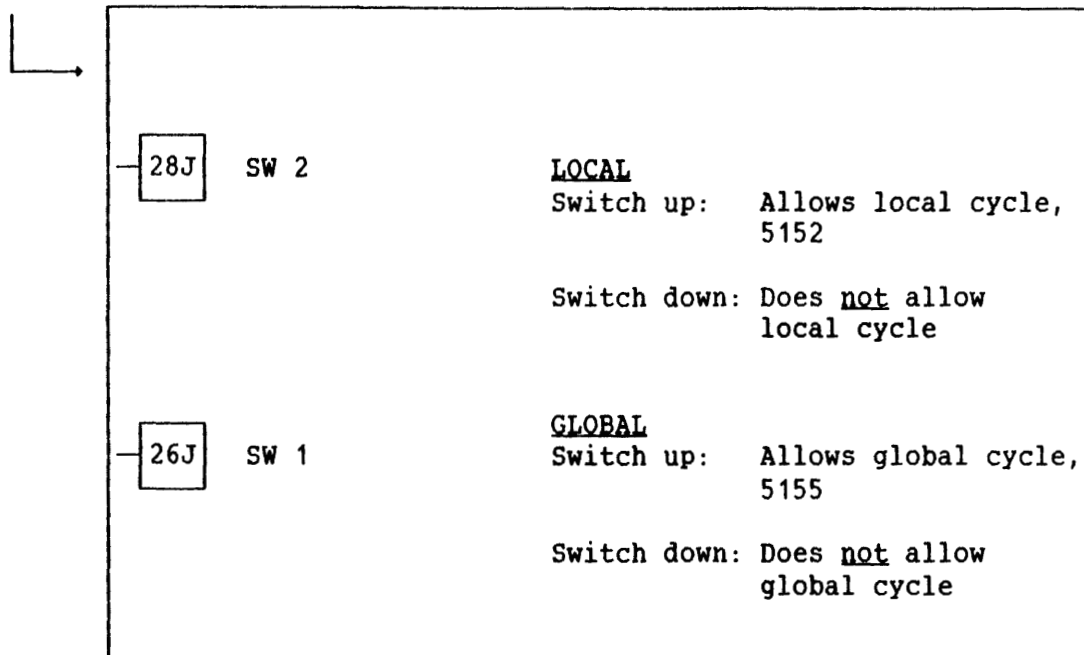 28J SW 2 LOCAL
Switch up: Allows local cycle,
5152
Switch down: Does not allow
local cycle
26J SW 1 GLOBAL
Switch up: Allows global cycle,
5155
Switch down: Does not allow
global cycle